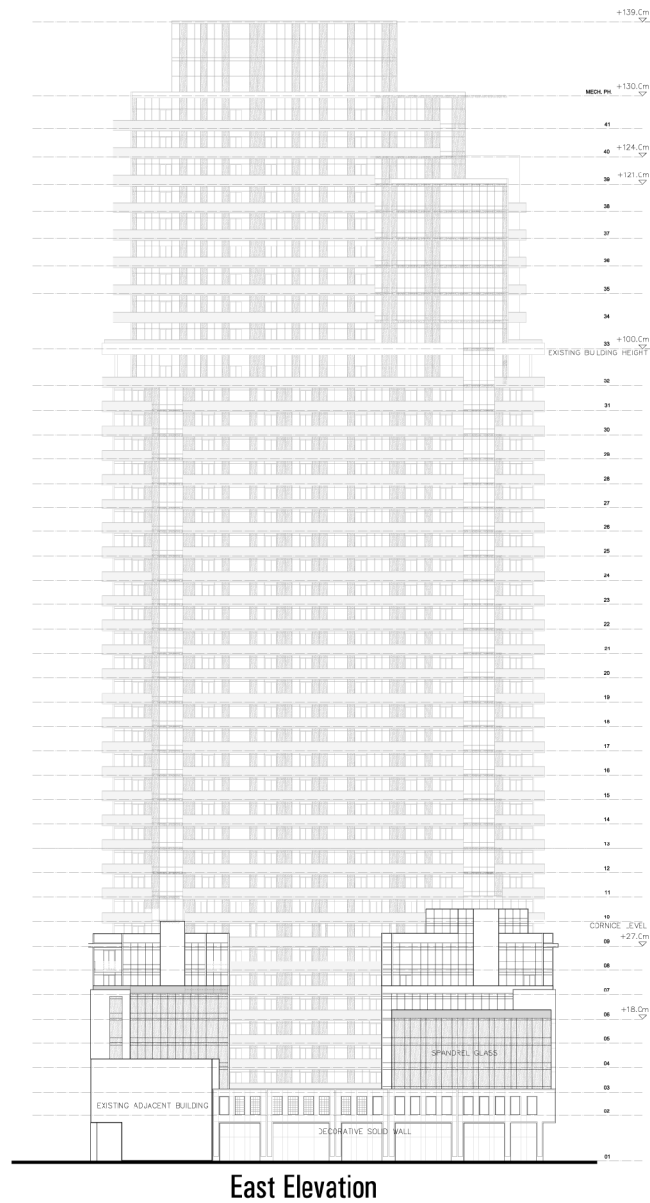 +139.0m
MECH. PH.
+130.0m
41
40
+124.0m
39
+121.0m
38
37
36
35
34
33
+100.0m
EXISTING BUILDING HEIGHT
32
31
30
29
28
27
26
25
24
23
22
21
20
19
18
17
16
15
14
13
12
11
10
CORNICE LEVEL
09
+27.0m
08
07
06
+18.0m
05
SPANDREL GLASS
04
03
EXISTING ADJACENT BUILDING
02
DECORATIVE SOLID WALL
01
East Elevation